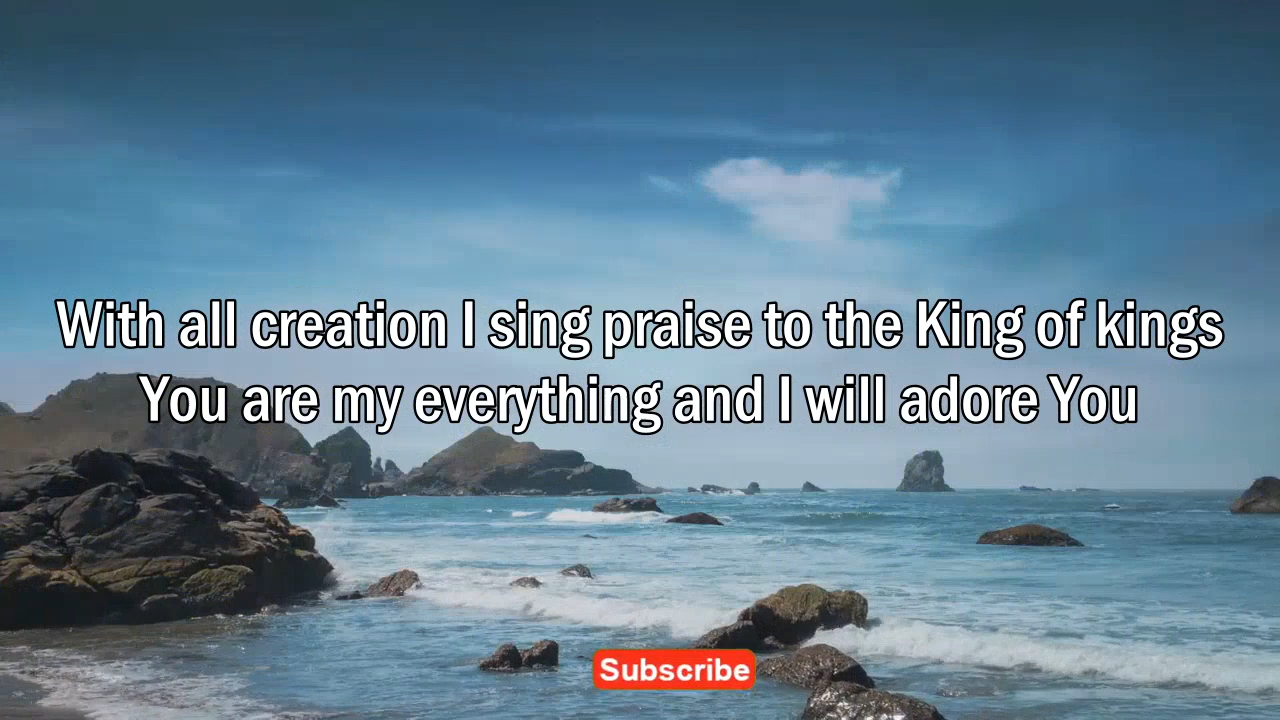 With all creation I sing praise to the King of kings
You are my everything and I will adore You
Subscribe